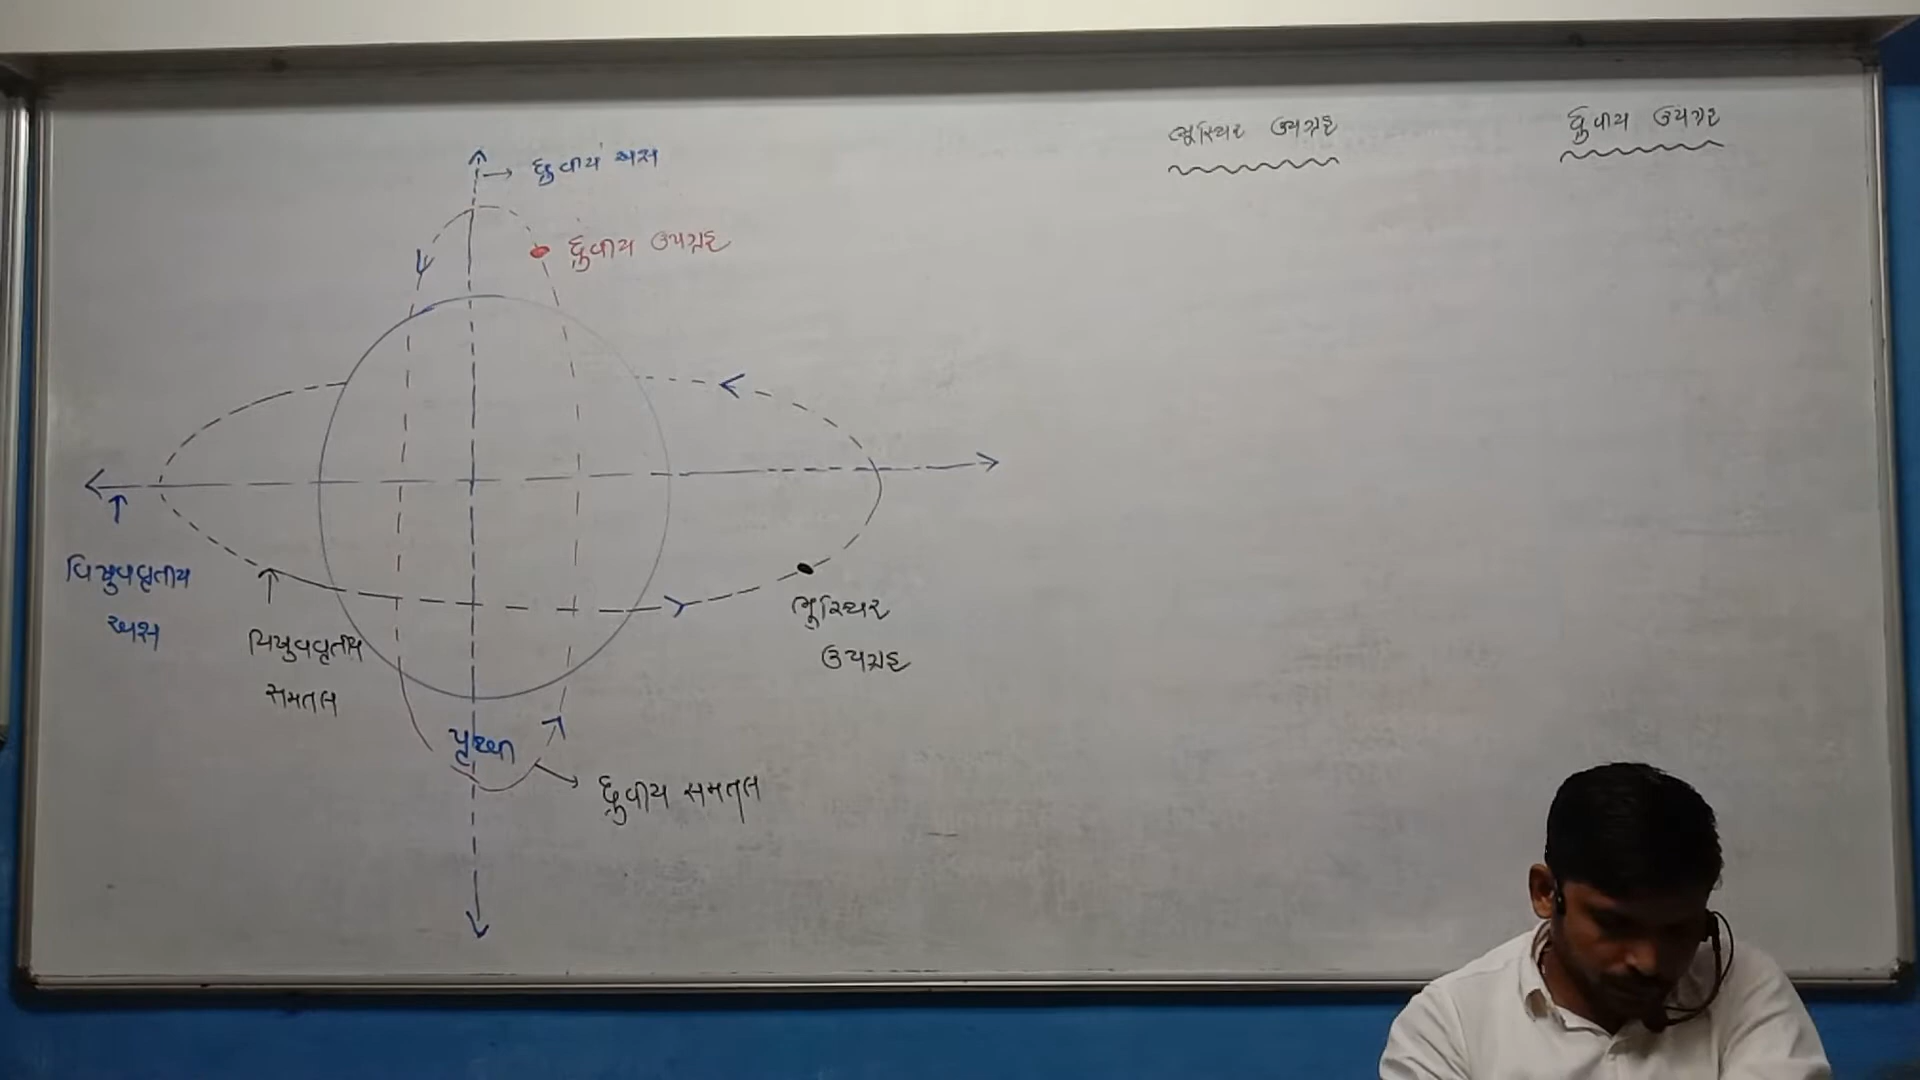 ભૂસ્થિર ઉપગ્રહ
ધ્રુવીય ઉપગ્રહ
ધ્રુવીય અક્ષ
ધ્રુવીય ઉપગ્રહ
વિષુવવૃતીય
અક્ષ
વિષુવવૃતીય
સમતલ
ભૂસ્થિર
ઉપગ્રહ
પૃથ્વી
ધ્રુવીય સમતલ